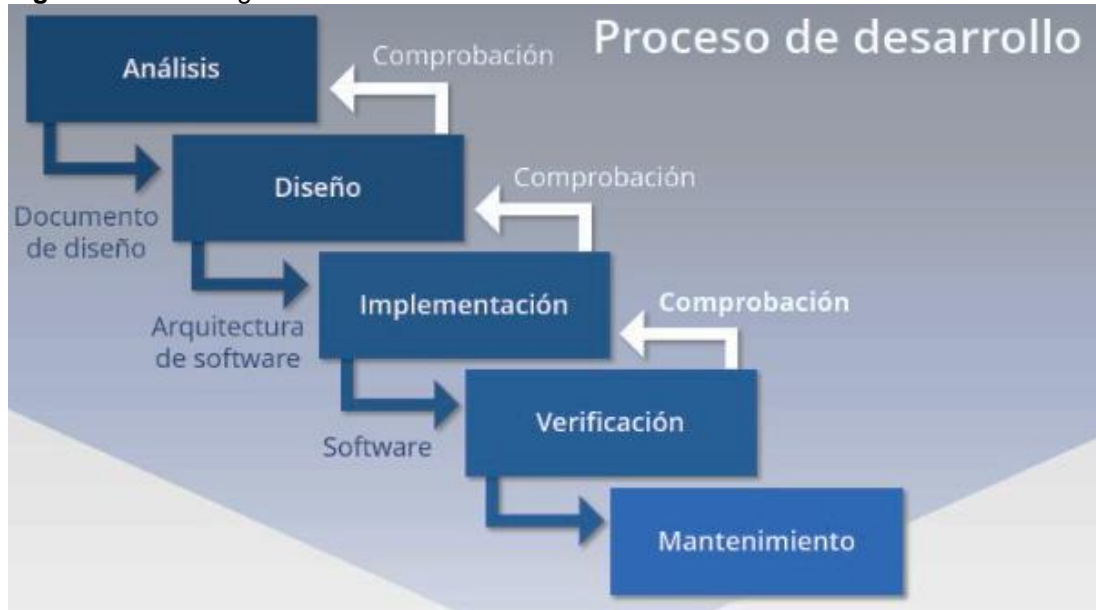 Proceso de desarrollo
Análisis
Comprobación
Documento
de diseño
Diseño
Comprobación
Arquitectura
de software
Implementación
Comprobación
Software
Verificación
Mantenimiento